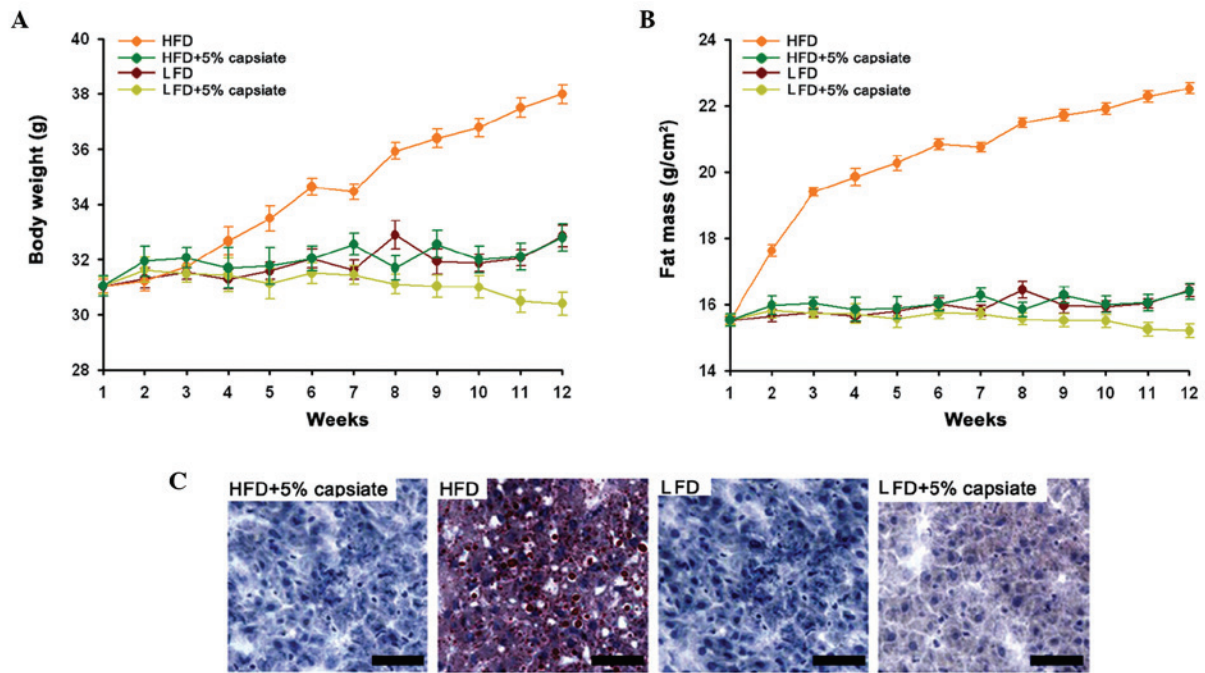 A
Body weight (g)
40
38
36
34
32
30
28
HFD
HFD+5% capsiate
LFD
LFD+5% capsiate
1 2 3 4 5 6 7 8 9 10 11 12
Weeks
B
Fat mass (g/cm²)
24
22
20
18
16
14
HFD
HFD+5% capsiate
LFD
LFD+5% capsiate
1 2 3 4 5 6 7 8 9 10 11 12
Weeks
C
HFD+5% capsiate
HFD
LFD
LFD+5% capsiate